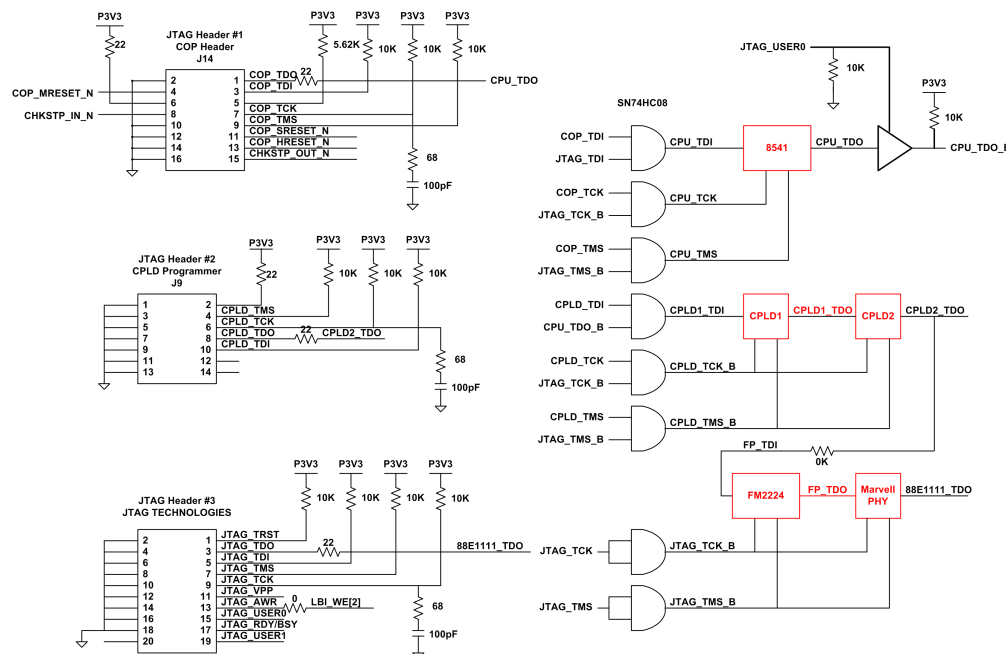 P3V3
22
JTAG Header #1
COP Header
J14
P3V3
5.62K
P3V3
10K
P3V3
10K
P3V3
10K
2
4
6
8
10
12
14
16
1
3
5
7
9
11
13
15
COP_MRESET_N
CHKSTP_IN_N
COP_TDO
22
CPU_TDO
COP_TDI
COP_TCK
COP_TMS
COP_SRESET_N
COP_HRESET_N
CHKSTP_OUT_N
68
100pF
JTAG Header #2
CPLD Programmer
J9
P3V3
22
P3V3
10K
P3V3
10K
P3V3
10K
1
3
5
7
9
11
13
2
4
6
8
10
12
14
CPLD_TMS
CPLD_TCK
CPLD_TDO
22
CPLD2_TDO
CPLD_TDI
68
100pF
JTAG Header #3
JTAG TECHNOLOGIES
P3V3
10K
P3V3
10K
P3V3
10K
P3V3
10K
2
4
6
8
10
12
14
16
18
20
1
3
5
7
9
11
13
15
17
19
JTAG_TRST
JTAG_TDO
22
88E1111_TDO
JTAG_TDI
JTAG_TMS
JTAG_TCK
JTAG_VPP
JTAG_AWR
0
LBI_WE[2]
JTAG_USER0
JTAG_RDY/BSY
JTAG_USER1
68
100pF
JTAG_USER0
10K
P3V3
10K
SN74HC08
COP_TDI
JTAG_TDI
CPU_TDI
8541
CPU_TDO
CPU_TDO_B
COP_TCK
JTAG_TCK_B
CPU_TCK
COP_TMS
JTAG_TMS_B
CPU_TMS
CPLD_TDI
CPU_TDO_B
CPLD1_TDI
CPLD1
CPLD1_TDO
CPLD2
CPLD2_TDO
CPLD_TCK
JTAG_TCK_B
CPLD_TCK_B
CPLD_TMS
JTAG_TMS_B
CPLD_TMS_B
FP_TDI
0K
FM2224
FP_TDO
Marvell
PHY
88E1111_TDO
JTAG_TCK
JTAG_TCK_B
JTAG_TMS
JTAG_TMS_B